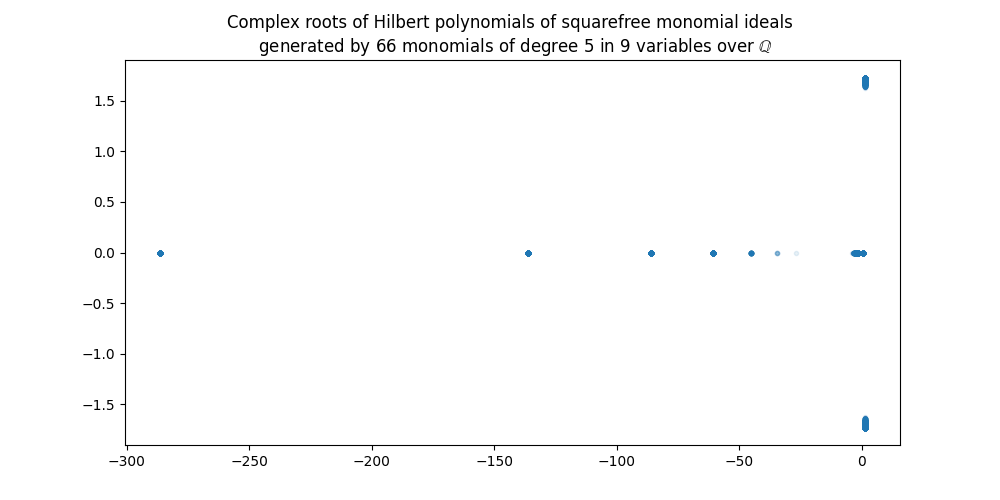 Complex roots of Hilbert polynomials of squarefree monomial ideals
generated by 66 monomials of degree 5 in 9 variables over ℚ
1.5
1.0
0.5
0.0
−0.5
−1.0
−1.5
−300 −250 −200 −150 −100 −50 0